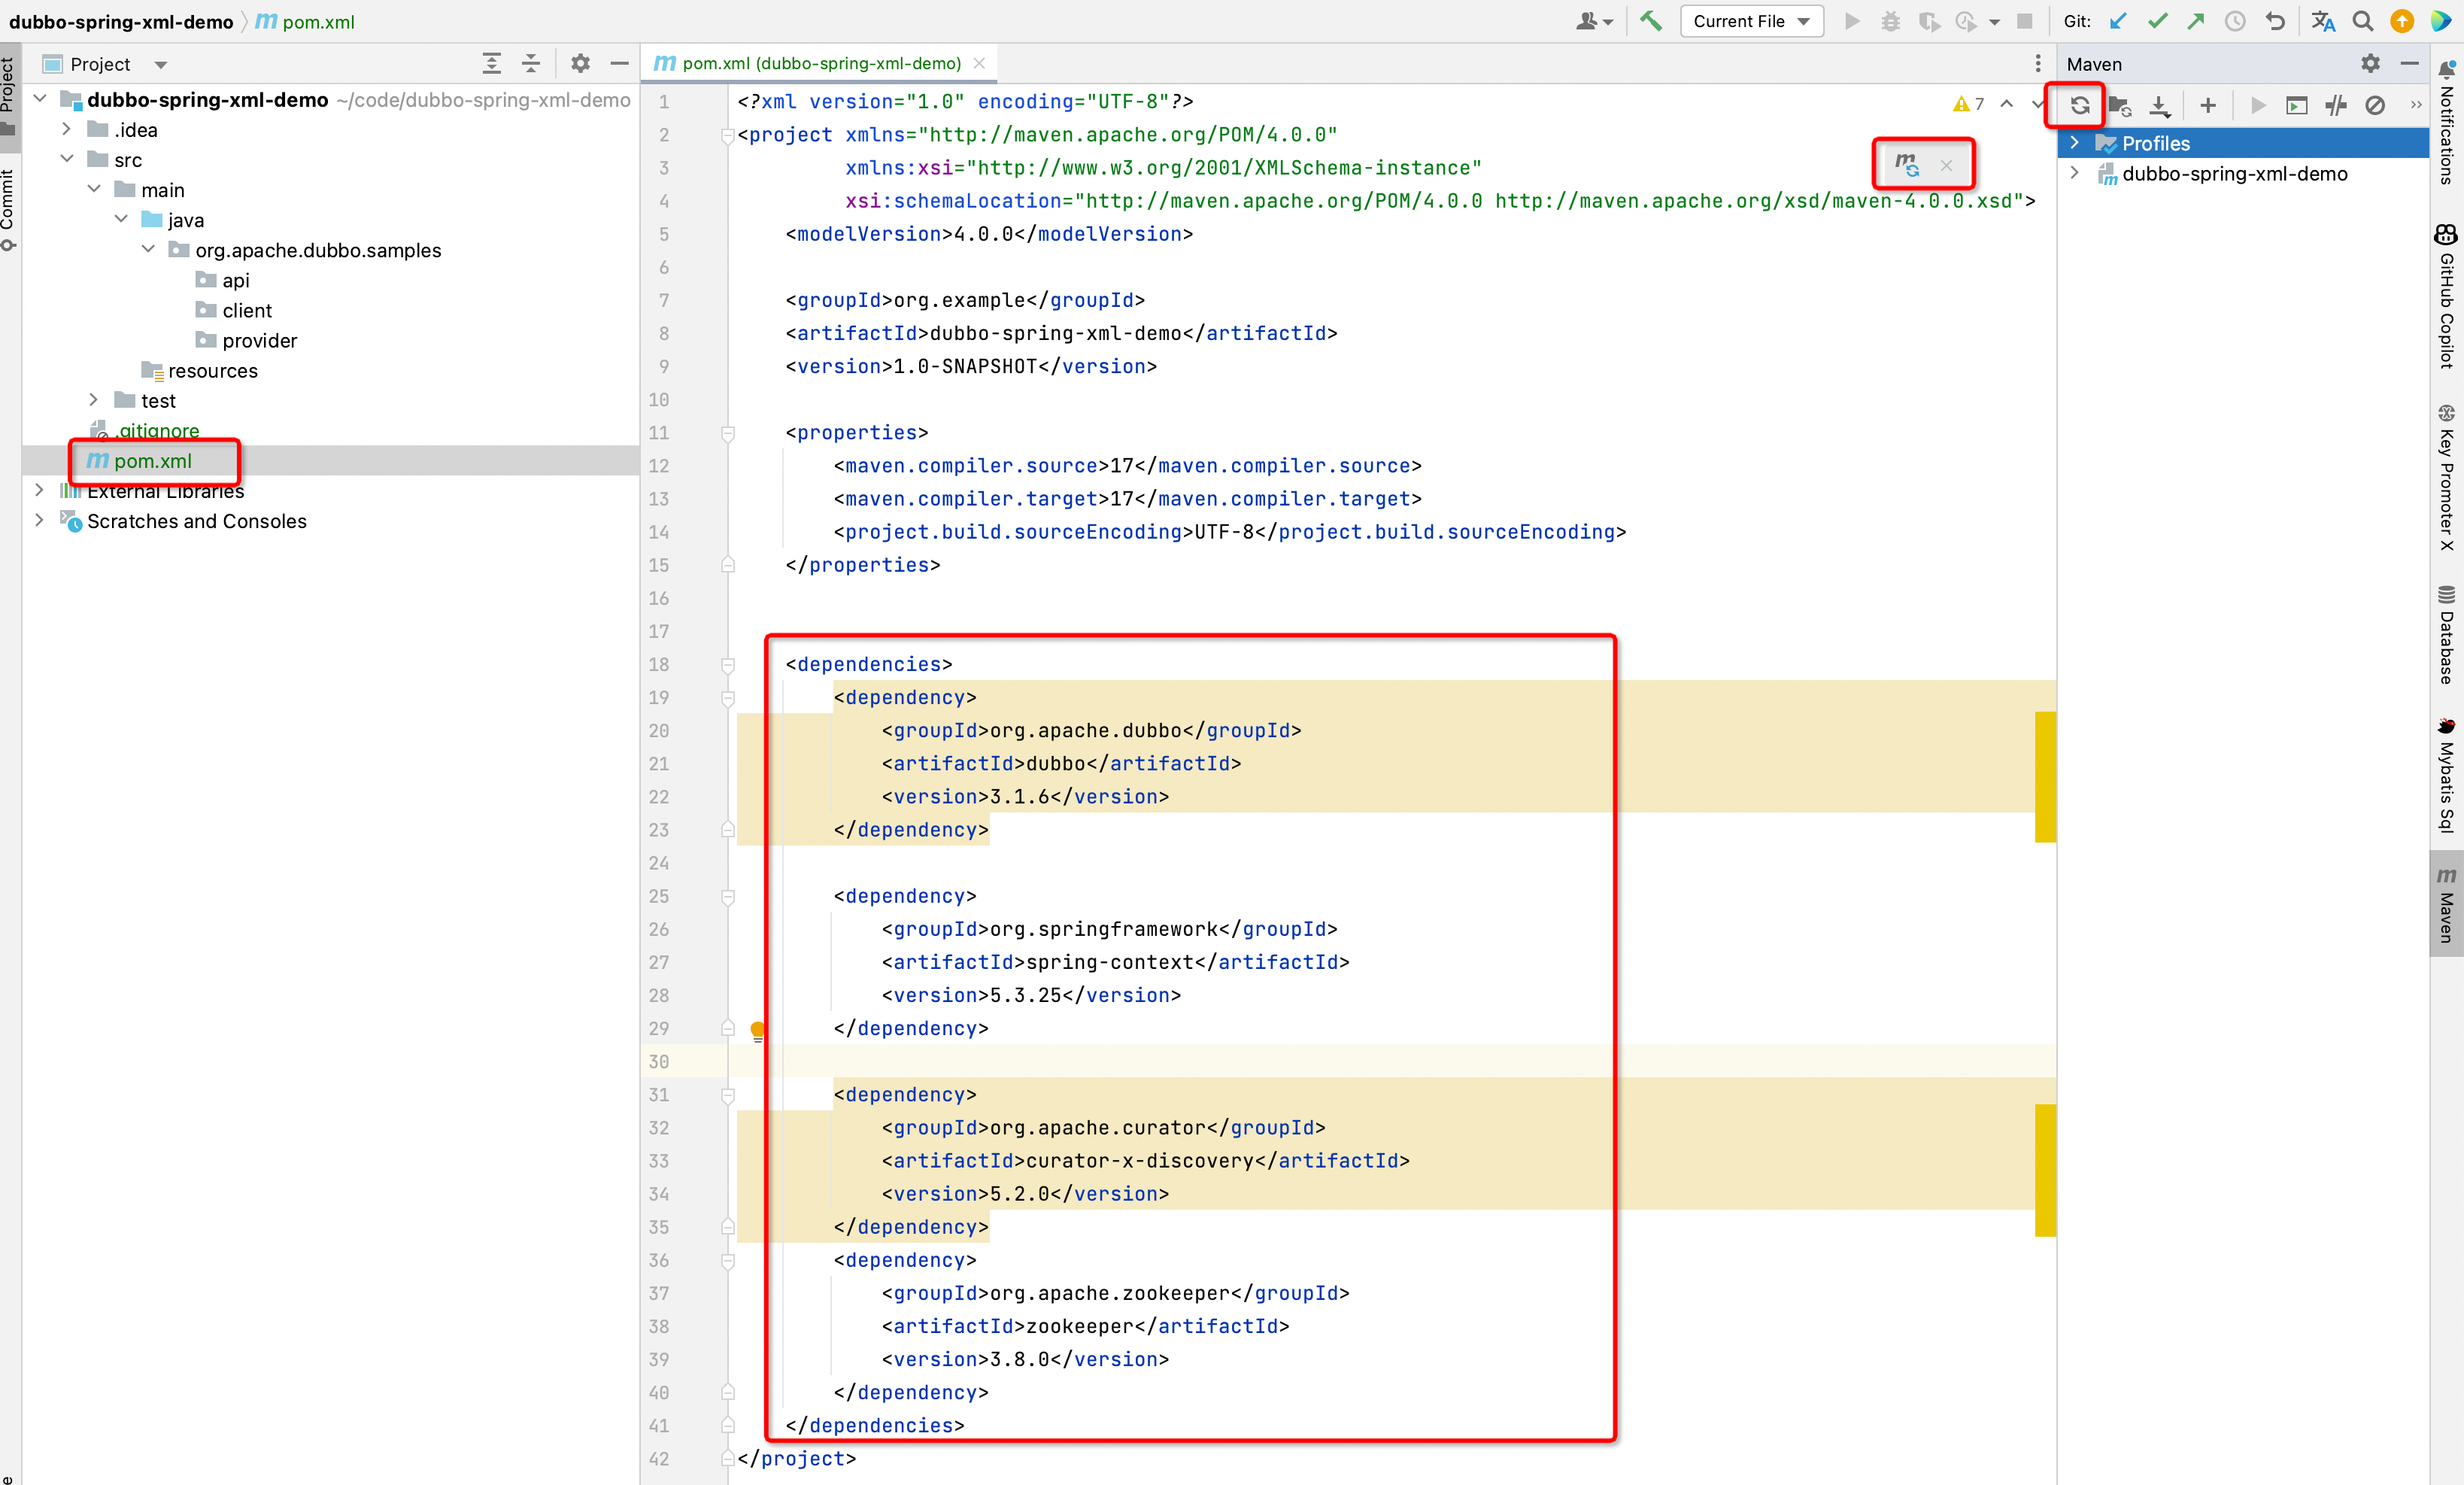 dubbo-spring-xml-demo pom.xml
Current File
Git:
Project
pom.xml (dubbo-spring-xml-demo)
Maven
dubbo-spring-xml-demo ~/code/dubbo-spring-xml-demo
.idea
src
main
java
org.apache.dubbo.samples
api
client
provider
resources
test
.gitignore
pom.xml
External Libraries
Scratches and Consoles
Project
Commit
7
1 <?xml version="1.0" encoding="UTF-8"?>
2 <project xmlns="http://maven.apache.org/POM/4.0.0"
3 xmlns:xsi="http://www.w3.org/2001/XMLSchema-instance"
4 xsi:schemaLocation="http://maven.apache.org/POM/4.0.0 http://maven.apache.org/xsd/maven-4.0.0.xsd">
5 <modelVersion>4.0.0</modelVersion>
6
7 <groupId>org.example</groupId>
8 <artifactId>dubbo-spring-xml-demo</artifactId>
9 <version>1.0-SNAPSHOT</version>
10
11 <properties>
12 <maven.compiler.source>17</maven.compiler.source>
13 <maven.compiler.target>17</maven.compiler.target>
14 <project.build.sourceEncoding>UTF-8</project.build.sourceEncoding>
15 </properties>
16
17
18 <dependencies>
19 <dependency>
20 <groupId>org.apache.dubbo</groupId>
21 <artifactId>dubbo</artifactId>
22 <version>3.1.6</version>
23 </dependency>
24
25 <dependency>
26 <groupId>org.springframework</groupId>
27 <artifactId>spring-context</artifactId>
28 <version>5.3.25</version>
29 </dependency>
30
31 <dependency>
32 <groupId>org.apache.curator</groupId>
33 <artifactId>curator-x-discovery</artifactId>
34 <version>5.2.0</version>
35 </dependency>
36 <dependency>
37 <groupId>org.apache.zookeeper</groupId>
38 <artifactId>zookeeper</artifactId>
39 <version>3.8.0</version>
40 </dependency>
41 </dependencies>
42 </project>
Profiles
dubbo-spring-xml-demo
Notifications
GitHub Copilot
Key Promoter X
Database
Mybatis Sql
Maven